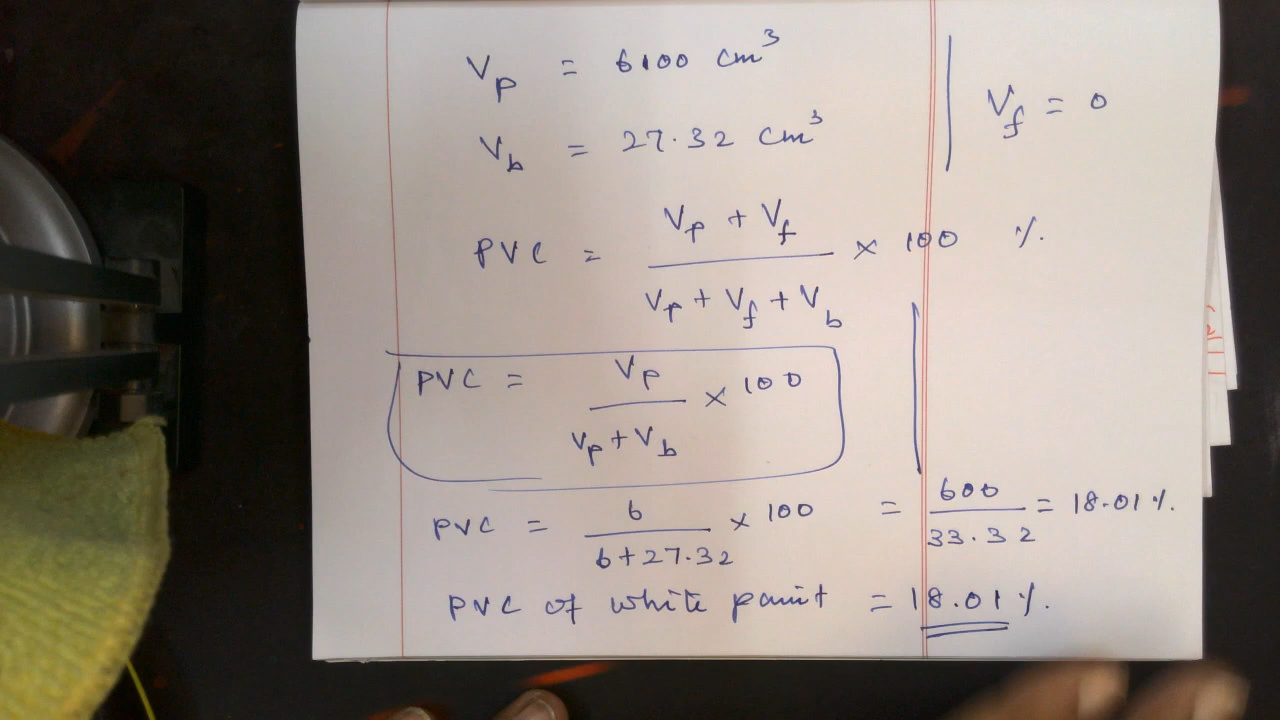 Vp = 6100 cm³ | Vf = 0
Vb = 27.32 cm³
PVC = (Vp + Vf) / (Vp + Vf + Vb) × 100 %.
PVC = Vp / (Vp + Vb) × 100
PVC = 6 / (6+27.32) × 100 = 600 / 33.32 = 18.01 %.
PVC of white paint = 18.01 %.